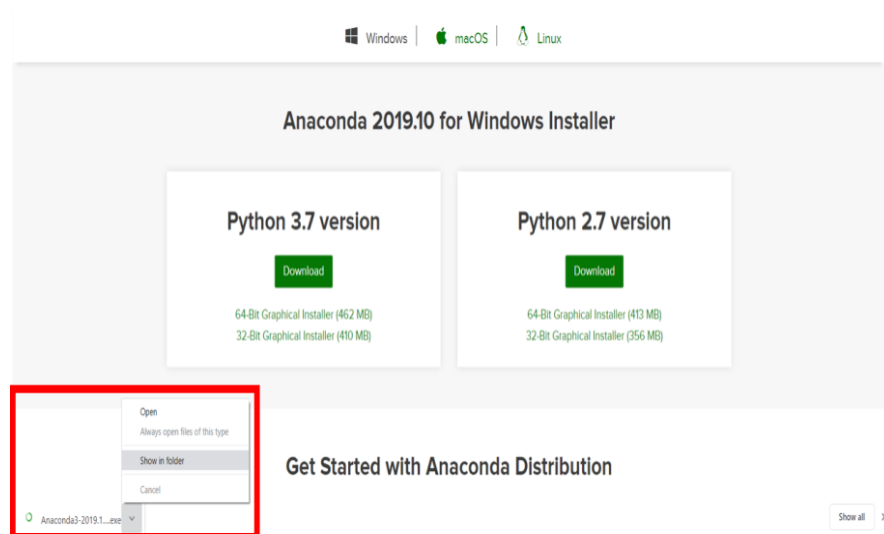 Windows
macOS
Linux
Anaconda 2019.10 for Windows Installer
Python 3.7 version
Download
64-Bit Graphical Installer (462 MB)
32-Bit Graphical Installer (410 MB)
Python 2.7 version
Download
64-Bit Graphical Installer (413 MB)
32-Bit Graphical Installer (356 MB)
Open
Always open files of this type
Show in folder
Cancel
Get Started with Anaconda Distribution
Anaconda3-2019.1....exe
Show all